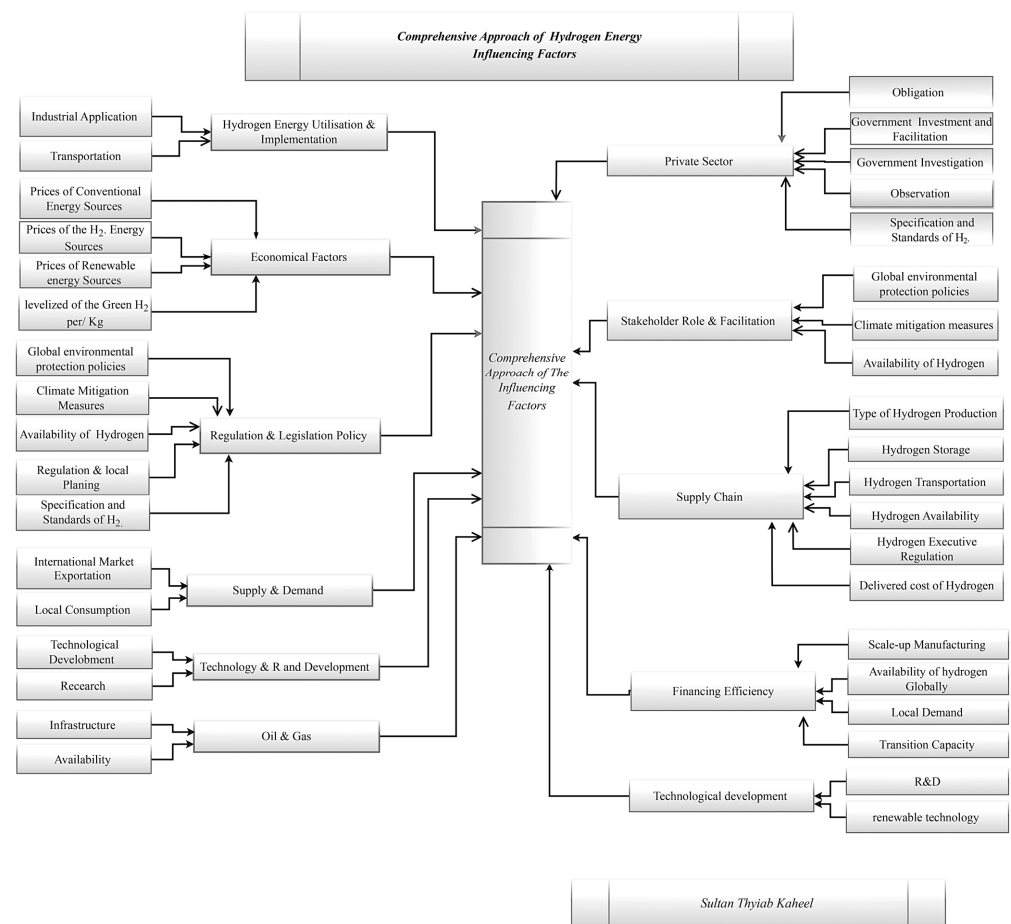 Comprehensive Approach of Hydrogen Energy
Influencing Factors
Industrial Application
Transportation
Hydrogen Energy Utilisation &
Implementation
Prices of Conventional
Energy Sources
Prices of the H2. Energy
Sources
Prices of Renewable
energy Sources
levelized of the Green H2
per/ Kg
Economical Factors
Global environmental
protection policies
Climate Mitigation
Measures
Availability of Hydrogen
Regulation & local
Planing
Specification and
Standards of H2.
Regulation & Legislation Policy
International Market
Exportation
Local Consumption
Supply & Demand
Technological
Develobment
Recearch
Technology & R and Development
Infrastructure
Availability
Oil & Gas
Comprehensive
Approach of The
Influencing
Factors
Private Sector
Obligation
Government Investment and
Facilitation
Government Investigation
Observation
Specification and
Standards of H2.
Stakeholder Role & Facilitation
Global environmental
protection policies
Climate mitigation measures
Availability of Hydrogen
Supply Chain
Type of Hydrogen Production
Hydrogen Storage
Hydrogen Transportation
Hydrogen Availability
Hydrogen Executive
Regulation
Delivered cost of Hydrogen
Financing Efficiency
Scale-up Manufacturing
Availability of hydrogen
Globally
Local Demand
Transition Capacity
Technological development
R&D
renewable technology
Sultan Thyiab Kaheel